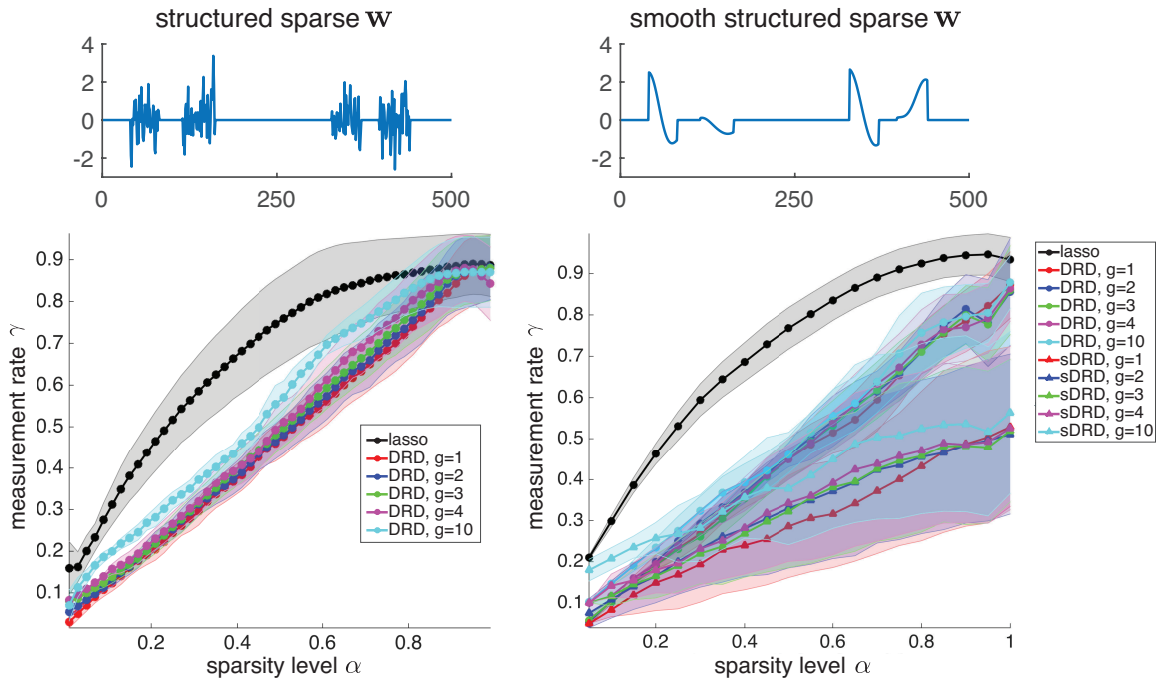 structured sparse w
4
2
0
-2
0
250
500
smooth structured sparse w
4
2
0
-2
0
250
500
measurement rate γ
0.9
0.8
0.7
0.6
0.5
0.4
0.3
0.2
0.1
0.2
0.4
0.6
0.8
sparsity level α
lasso
DRD, g=1
DRD, g=2
DRD, g=3
DRD, g=4
DRD, g=10
measurement rate γ
0.9
0.8
0.7
0.6
0.5
0.4
0.3
0.2
0.1
0.2
0.4
0.6
0.8
1
sparsity level α
lasso
DRD, g=1
DRD, g=2
DRD, g=3
DRD, g=4
DRD, g=10
sDRD, g=1
sDRD, g=2
sDRD, g=3
sDRD, g=4
sDRD, g=10